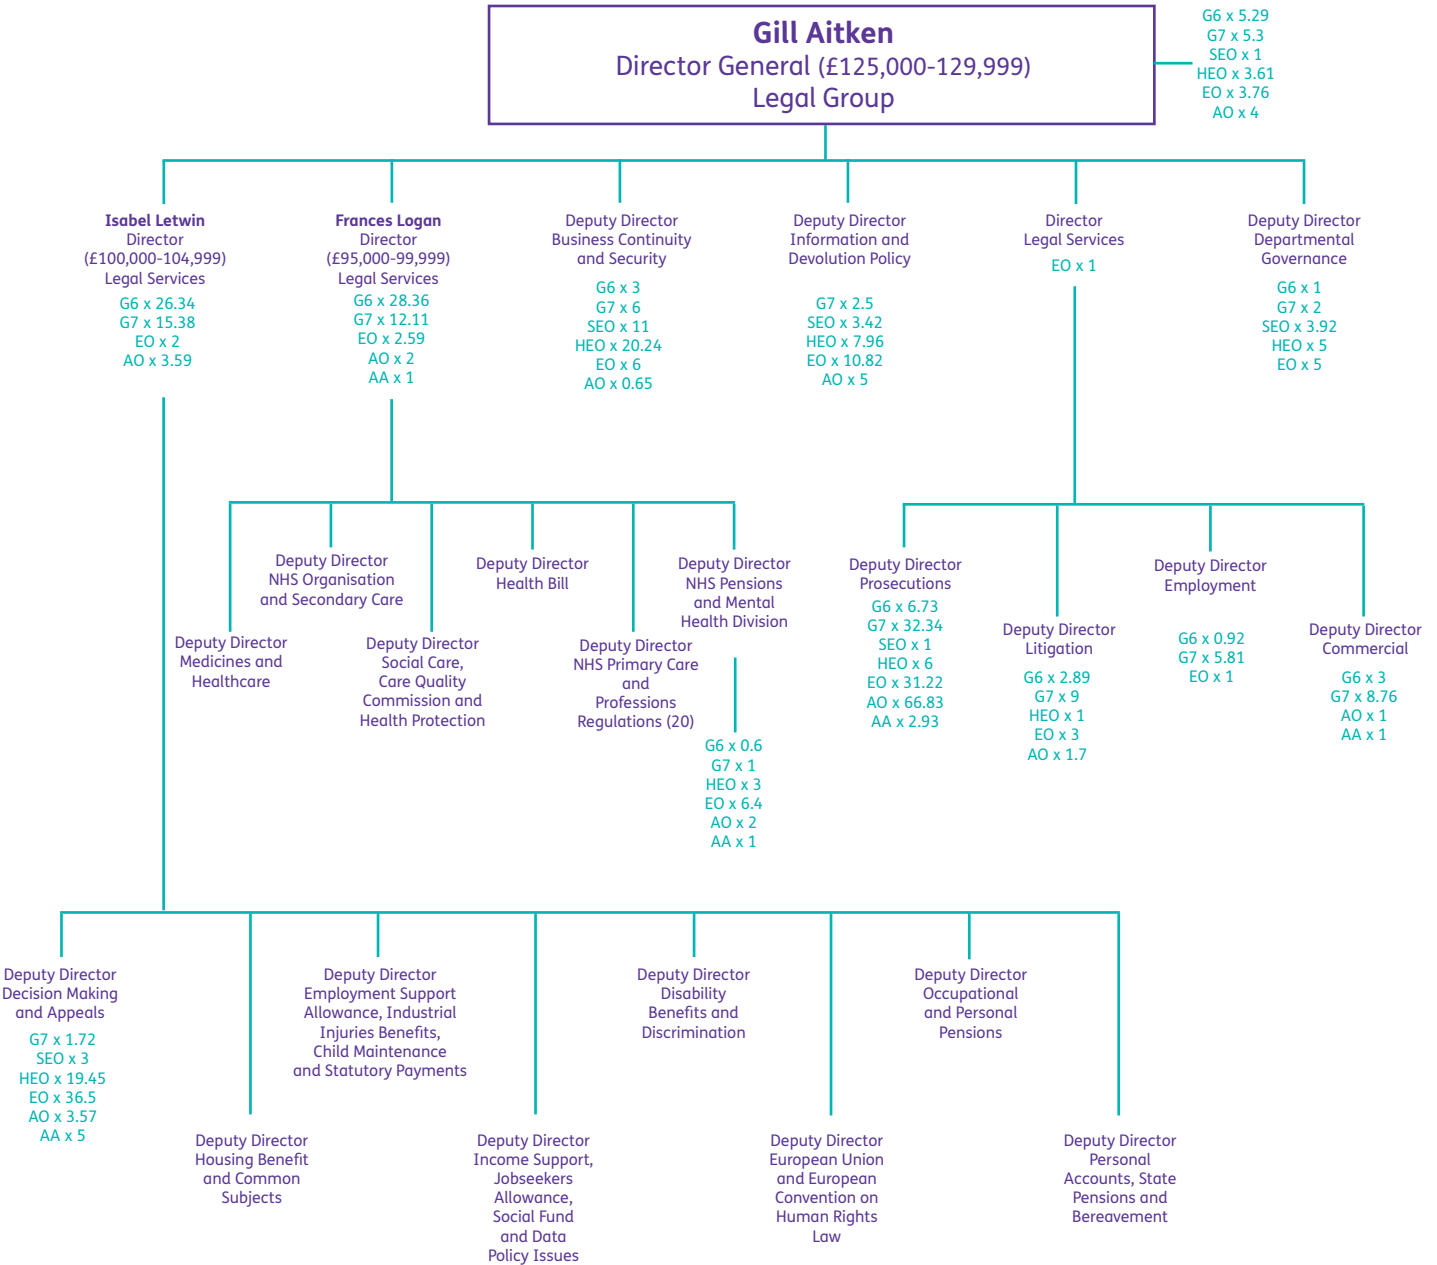 Gill Aitken
Director General (£125,000-129,999)
Legal Group
G6 x 5.29
G7 x 5.3
SEO x 1
HEO x 3.61
EO x 3.76
AO x 4
Isabel Letwin
Director
(£100,000-104,999)
Legal Services
G6 x 26.34
G7 x 15.38
EO x 2
AO x 3.59
Frances Logan
Director
(£95,000-99,999)
Legal Services
G6 x 28.36
G7 x 12.11
EO x 2.59
AO x 2
AA x 1
Deputy Director
Business Continuity
and Security
G6 x 3
G7 x 6
SEO x 11
HEO x 20.24
EO x 6
AO x 0.65
Deputy Director
Information and
Devolution Policy
G7 x 2.5
SEO x 3.42
HEO x 7.96
EO x 10.82
AO x 5
Director
Legal Services
EO x 1
Deputy Director
Departmental
Governance
G6 x 1
G7 x 2
SEO x 3.92
HEO x 5
EO x 5
Deputy Director
Medicines and
Healthcare
Deputy Director
NHS Organisation
and Secondary Care
Deputy Director
Social Care,
Care Quality
Commission and
Health Protection
Deputy Director
Health Bill
Deputy Director
NHS Primary Care
and
Professions
Regulations (20)
Deputy Director
NHS Pensions
and Mental
Health Division
G6 x 0.6
G7 x 1
HEO x 3
EO x 6.4
AO x 2
AA x 1
Deputy Director
Prosecutions
G6 x 6.73
G7 x 32.34
SEO x 1
HEO x 6
EO x 31.22
AO x 66.83
AA x 2.93
Deputy Director
Litigation
G6 x 2.89
G7 x 9
HEO x 1
EO x 3
AO x 1.7
Deputy Director
Employment
G6 x 0.92
G7 x 5.81
EO x 1
Deputy Director
Commercial
G6 x 3
G7 x 8.76
AO x 1
AA x 1
Deputy Director
Decision Making
and Appeals
G7 x 1.72
SEO x 3
HEO x 19.45
EO x 36.5
AO x 3.57
AA x 5
Deputy Director
Housing Benefit
and Common
Subjects
Deputy Director
Employment Support
Allowance, Industrial
Injuries Benefits,
Child Maintenance
and Statutory Payments
Deputy Director
Income Support,
Jobseekers
Allowance,
Social Fund
and Data
Policy Issues
Deputy Director
Disability
Benefits and
Discrimination
Deputy Director
European Union
and European
Convention on
Human Rights
Law
Deputy Director
Occupational
and Personal
Pensions
Deputy Director
Personal
Accounts, State
Pensions and
Bereavement